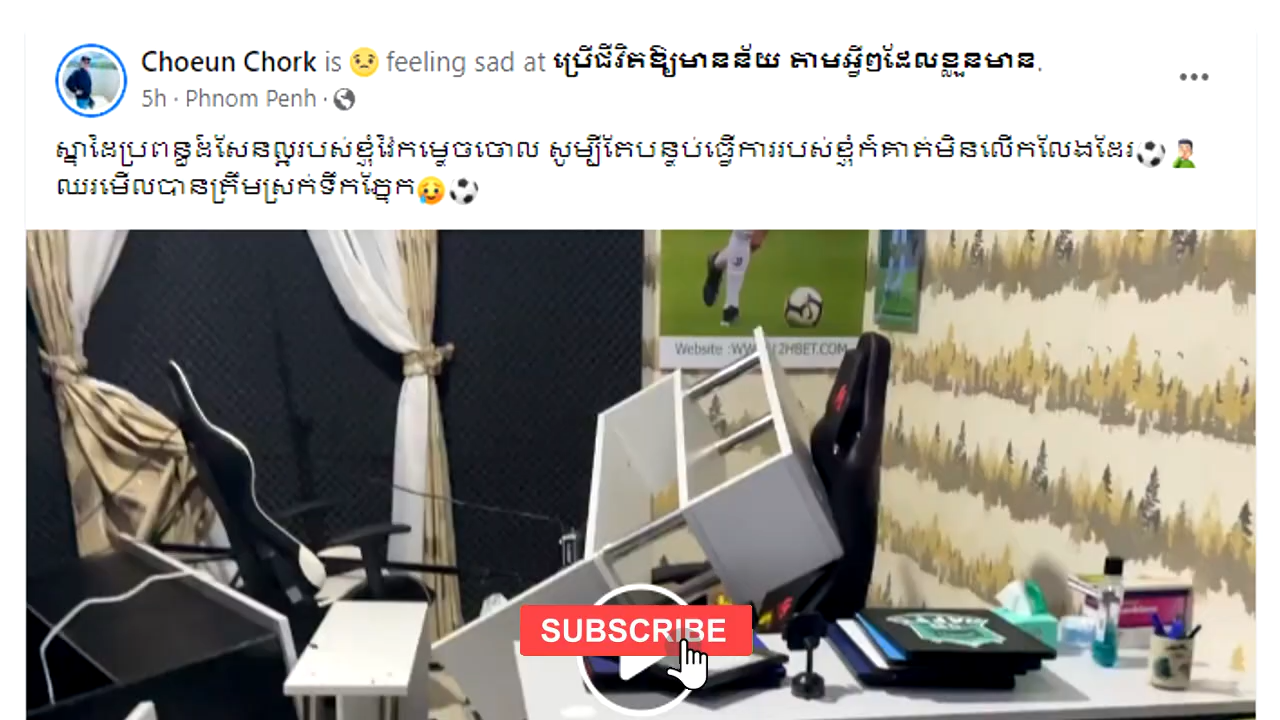 Choeun Chork is 😒 feeling sad at ប្រើជីវិតឱ្យមានន័យ តាមអ្វីៗដែលខ្លួនមាន.
5h · Phnom Penh ·
ស្នាដៃប្រពន្ធដ៍សែនល្អរបស់ខ្ញុំវ៉ៃកម្ទេចចោល សូម្បីតែបន្ទប់ធ្វើការរបស់ខ្ញុំក៍គាត់មិនលើកលែងដែរ⚽🤦‍♂️
ឈរមើលបានត្រឹមស្រក់ទឹកភ្នែក🥲⚽
Website :WWW.12HBET.COM
SUBSCRIBE